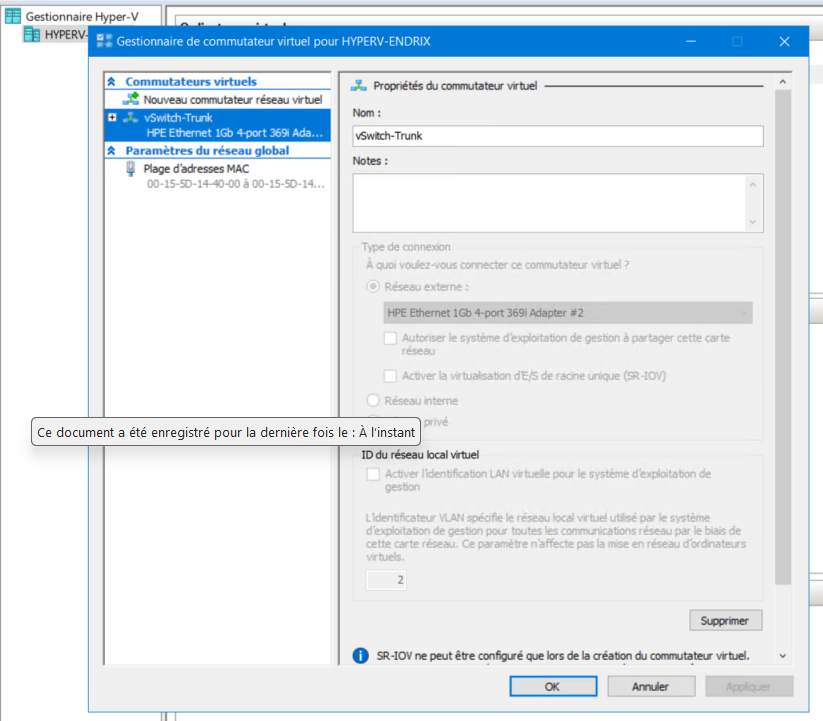 Gestionnaire Hyper-V
HYPERV-
Gestionnaire de commutateur virtuel pour HYPERV-ENDRIX
Commutateurs virtuels
Nouveau commutateur réseau virtuel
vSwitch-Trunk
HPE Ethernet 1Gb 4-port 369i Ada...
Paramètres du réseau global
Plage d'adresses MAC
00-15-5D-14-40-00 à 00-15-5D-14...
Propriétés du commutateur virtuel
Nom :
vSwitch-Trunk
Notes :
Type de connexion
À quoi voulez-vous connecter ce commutateur virtuel ?
Réseau externe :
HPE Ethernet 1Gb 4-port 369i Adapter #2
Autoriser le système d'exploitation de gestion à partager cette carte
réseau
Activer la virtualisation d'E/S de racine unique (SR-IOV)
Réseau interne
privé
Ce document a été enregistré pour la dernière fois le : À l'instant
ID du réseau local virtuel
Activer l'identification LAN virtuelle pour le système d'exploitation de
gestion
L'identificateur VLAN spécifie le réseau local virtuel utilisé par le système
d'exploitation de gestion pour toutes les communications réseau par le biais de
cette carte réseau. Ce paramètre n'affecte pas la mise en réseau d'ordinateurs
virtuels.
2
Supprimer
SR-IOV ne peut être configuré que lors de la création du commutateur virtuel.
OK
Annuler
Appliquer